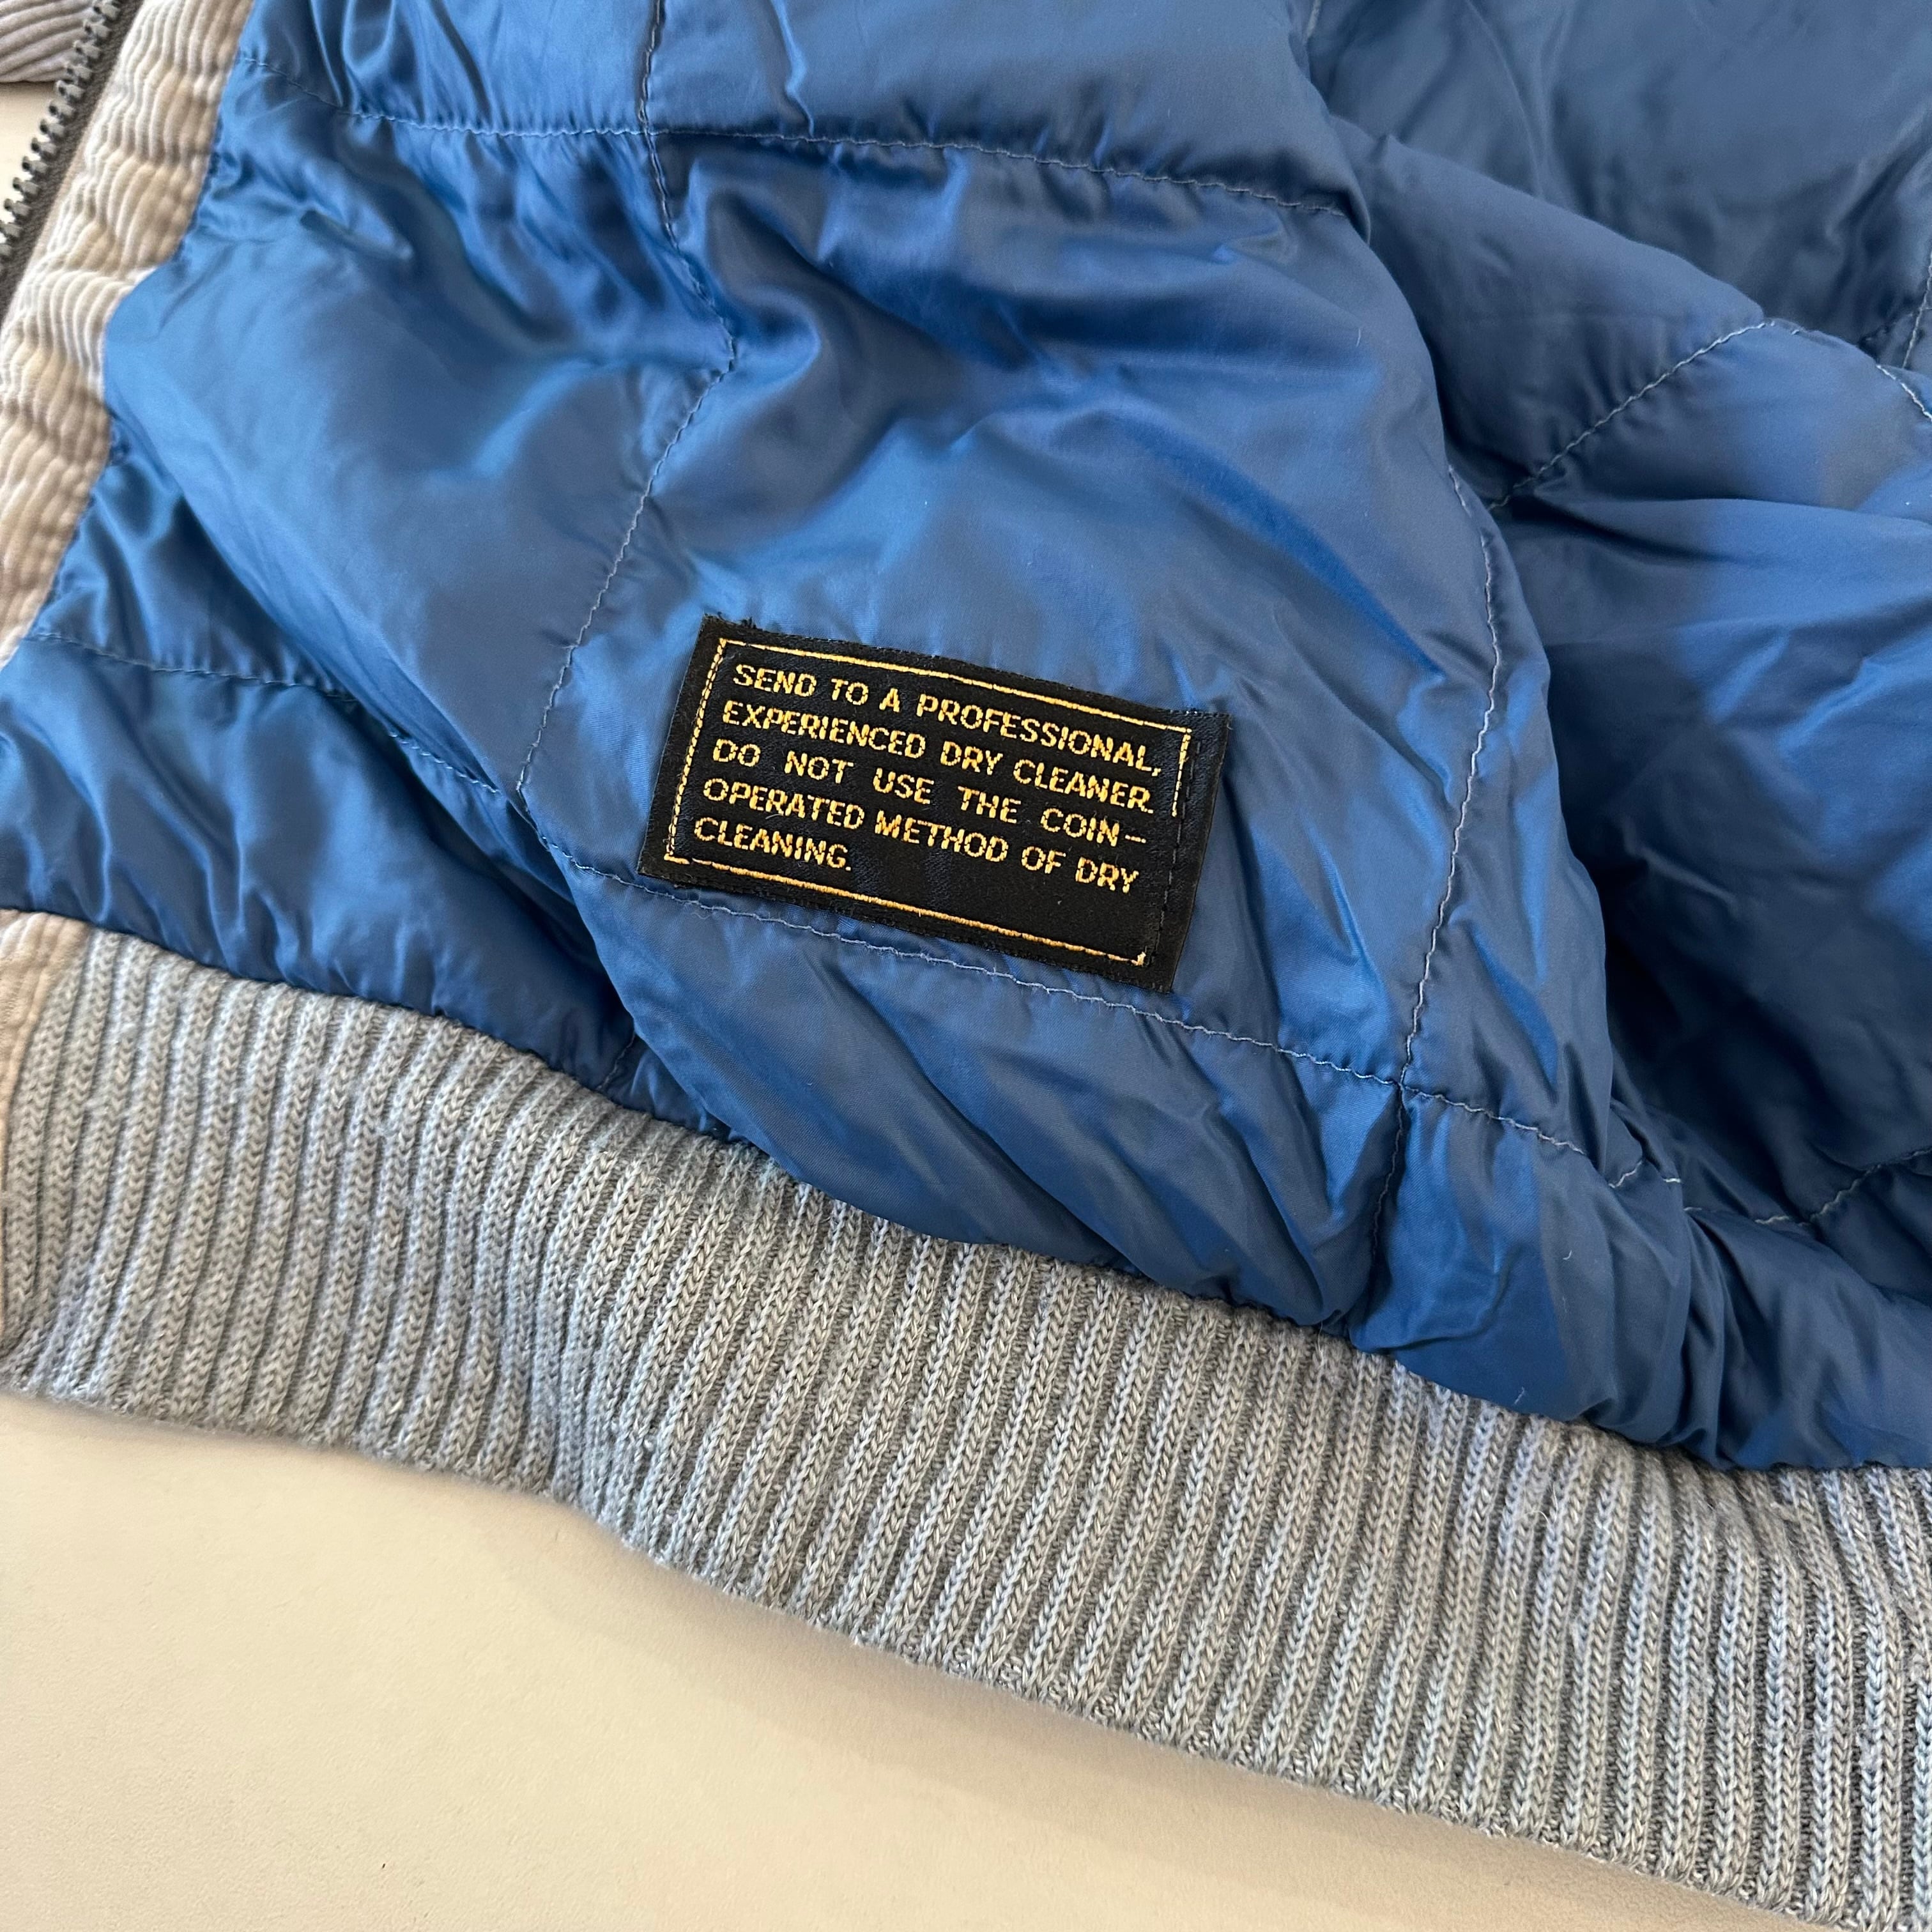 SEND TO A PROFESSIONAL,
EXPERIENCED DRY CLEANER.
DO NOT USE THE COIN-
OPERATED METHOD OF DRY
CLEANING.